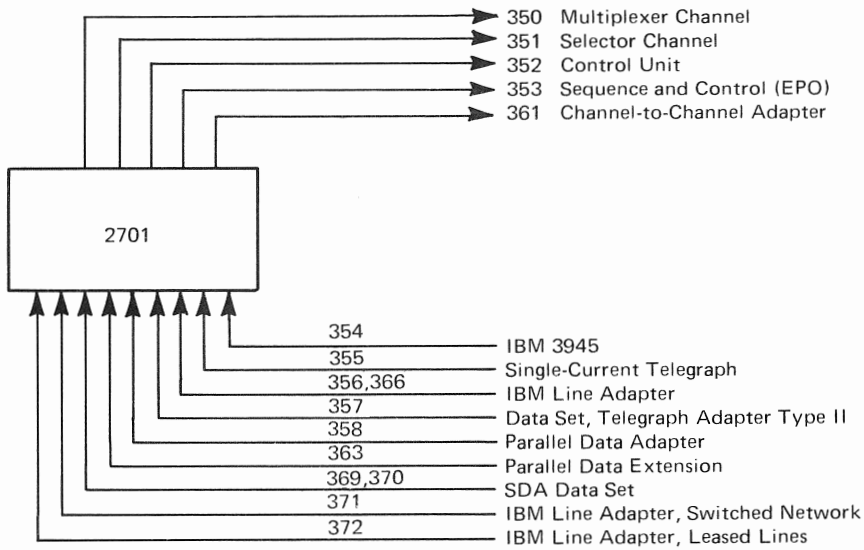 350 Multiplexer Channel
351 Selector Channel
352 Control Unit
353 Sequence and Control (EPO)
361 Channel-to-Channel Adapter
2701
354 IBM 3945
355 Single-Current Telegraph
356,366 IBM Line Adapter
357 Data Set, Telegraph Adapter Type II
358 Parallel Data Adapter
363 Parallel Data Extension
369,370 SDA Data Set
371 IBM Line Adapter, Switched Network
372 IBM Line Adapter, Leased Lines